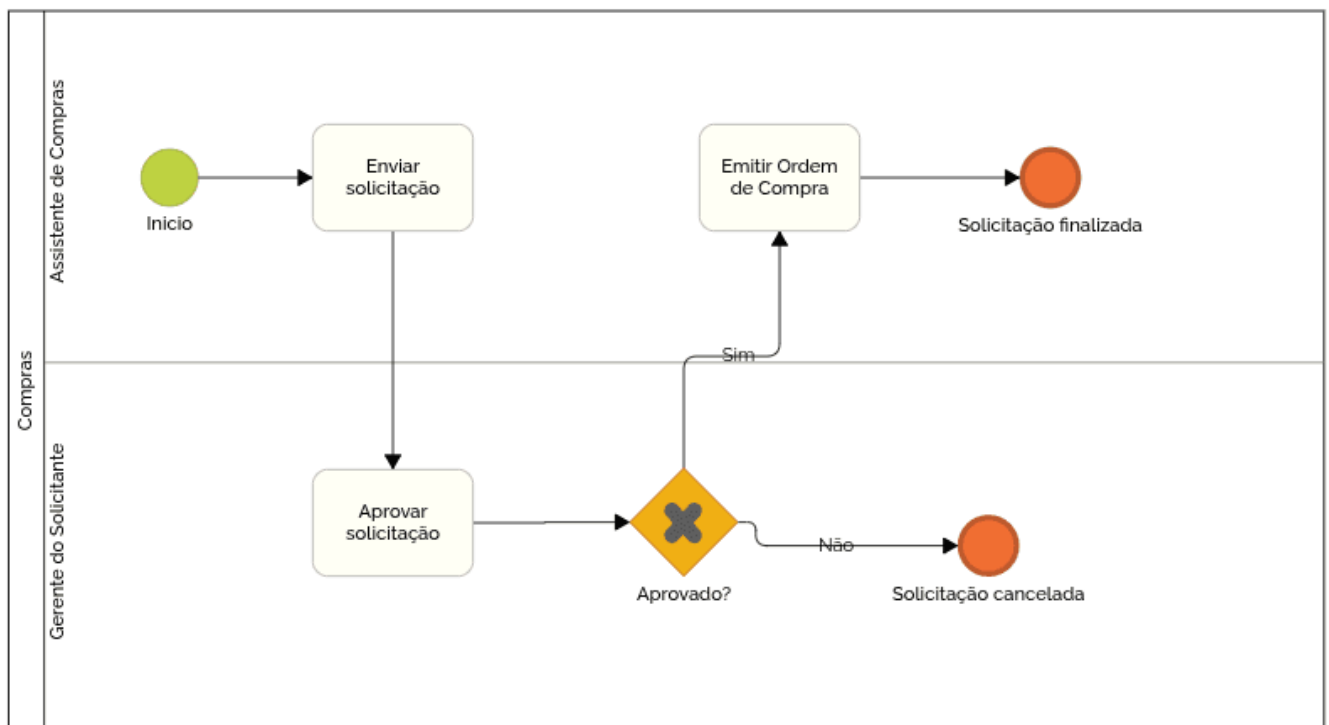 Compras
Assistente de Compras
Inicio
Enviar
solicitação
Emitir Ordem
de Compra
Solicitação finalizada
Sim
Gerente do Solicitante
Aprovar
solicitação
Aprovado?
Não
Solicitação cancelada